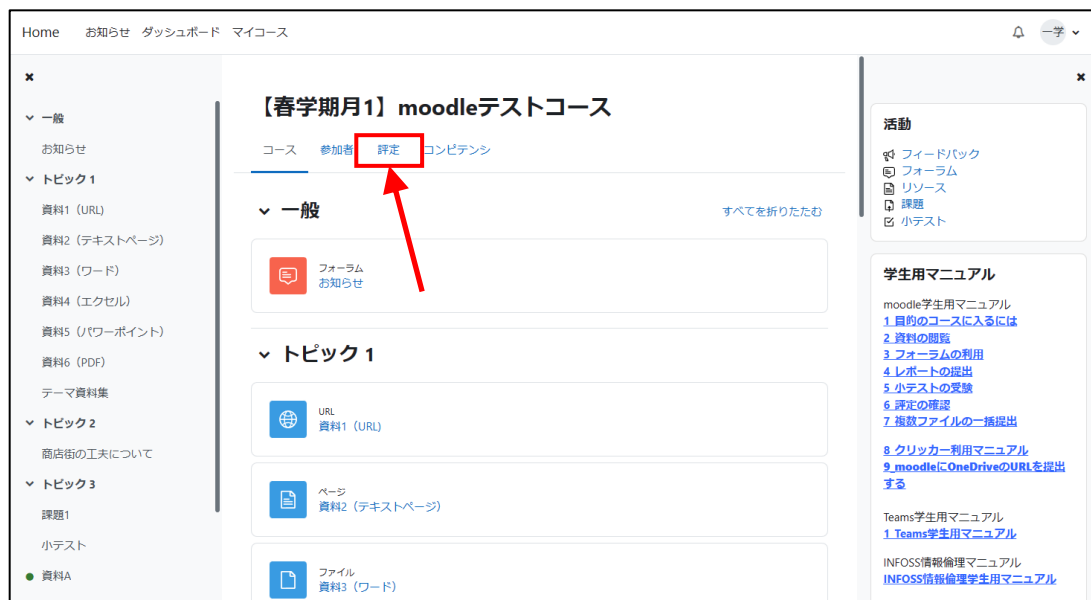 Home お知らせ ダッシュボード マイコース
一学
一般
お知らせ
トピック 1
資料1（URL)
資料2（テキストページ）
資料3（ワード）
資料4（エクセル）
資料5（パワーポイント）
資料6（PDF）
テーマ資料集
トピック 2
商店街の工夫について
トピック 3
課題1
小テスト
資料A
【春学期月1】moodleテストコース
コース 参加者 評定 コンピテンシ
一般
すべてを折りたたむ
フォーラム
お知らせ
トピック 1
URL
資料1（URL)
ページ
資料2（テキストページ）
ファイル
資料3（ワード）
活動
フィードバック
フォーラム
リソース
課題
小テスト
学生用マニュアル
moodle学生用マニュアル
1 目的のコースに入るには
2 資料の閲覧
3 フォーラムの利用
4 レポートの提出
5 小テストの受験
6 評定の確認
7 複数ファイルの一括提出
8 クリッカー利用マニュアル
9_moodleにOneDriveのURLを提出
する
Teams学生用マニュアル
1 Teams学生用マニュアル
INFOSS情報倫理マニュアル
INFOSS情報倫理学生用マニュアル